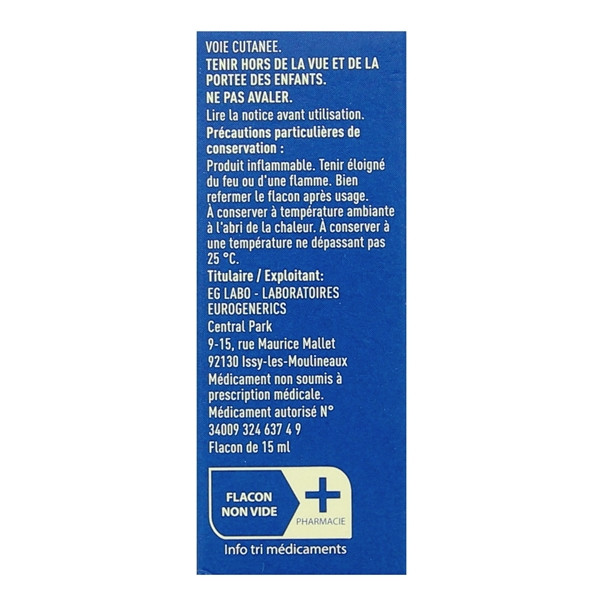 VOIE CUTANEE.
TENIR HORS DE LA VUE ET DE LA
PORTEE DES ENFANTS.
NE PAS AVALER.
Lire la notice avant utilisation.
Précautions particulières de
conservation :
Produit inflammable. Tenir éloigné
du feu ou d'une flamme. Bien
refermer le flacon après usage.
À conserver à température ambiante
à l'abri de la chaleur. À conserver à
une température ne dépassant pas
25 °C.
Titulaire / Exploitant:
EG LABO - LABORATOIRES
EUROGENERICS
Central Park
9-15, rue Maurice Mallet
92130 Issy-les-Moulineaux
Médicament non soumis à
prescription médicale.
Médicament autorisé N°
34009 324 637 4 9
Flacon de 15 ml
FLACON
NON VIDE
PHARMACIE
Info tri médicaments